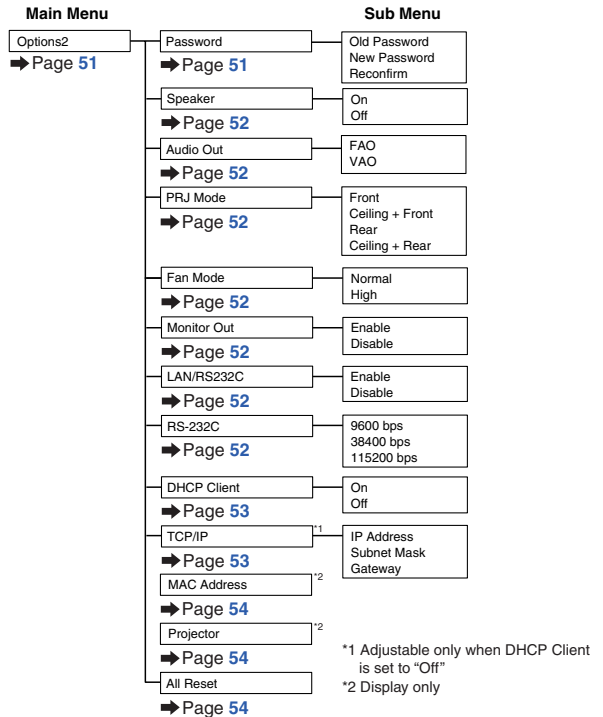 Main Menu
Sub Menu
Options2
Page 51
Password
Page 51
Old Password
New Password
Reconfirm
Speaker
Page 52
On
Off
Audio Out
Page 52
FAO
VAO
PRJ Mode
Page 52
Front
Ceiling + Front
Rear
Ceiling + Rear
Fan Mode
Page 52
Normal
High
Monitor Out
Page 52
Enable
Disable
LAN/RS232C
Page 52
Enable
Disable
RS-232C
Page 52
9600 bps
38400 bps
115200 bps
DHCP Client
Page 53
On
Off
TCP/IP
*1
Page 53
IP Address
Subnet Mask
Gateway
MAC Address
*2
Page 54
Projector
*2
Page 54
All Reset
Page 54
*1 Adjustable only when DHCP Client
is set to “Off”
*2 Display only